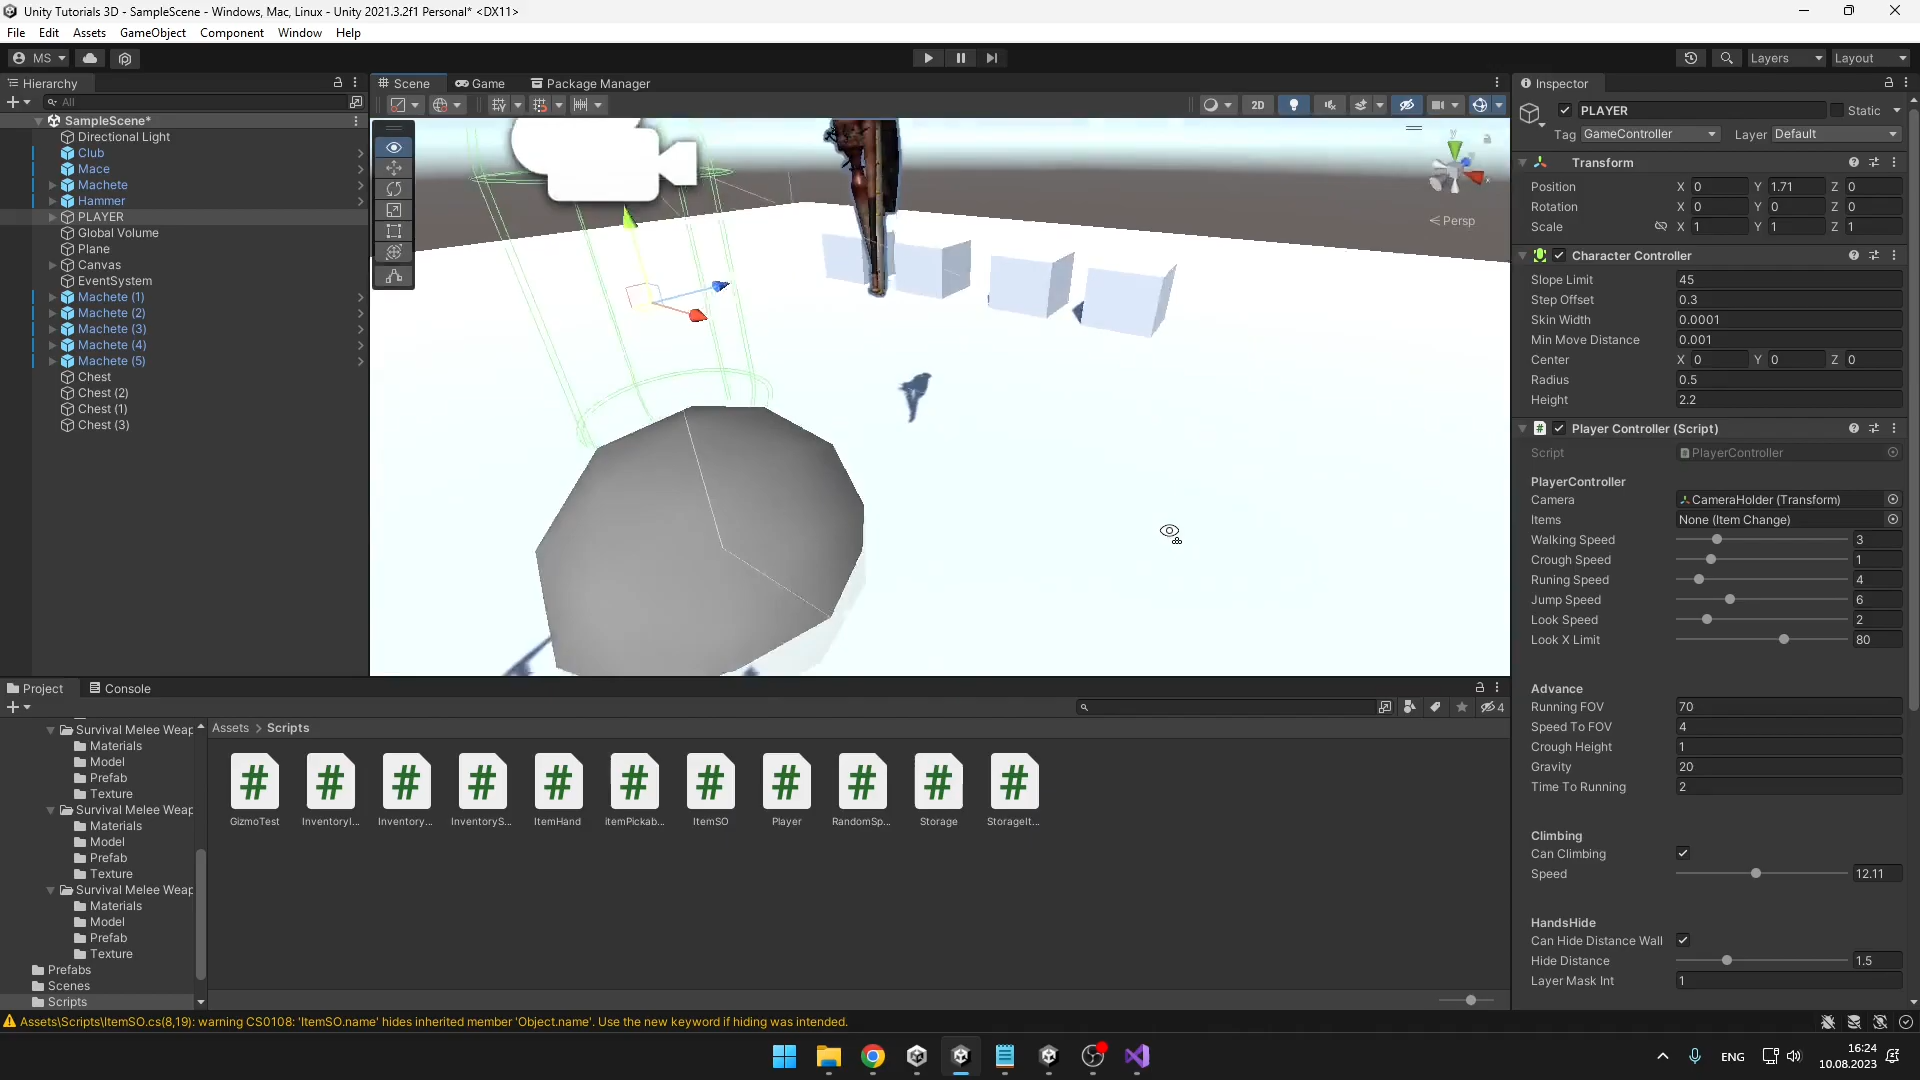 Unity Tutorials 3D - SampleScene - Windows, Mac, Linux - Unity 2021.3.2f1 Personal* <DX11>
File Edit Assets GameObject Component Window Help
MS Layers Layout
Hierarchy
All
SampleScene*
Directional Light
Club
Mace
Machete
Hammer
PLAYER
Global Volume
Plane
Canvas
EventSystem
Machete (1)
Machete (2)
Machete (3)
Machete (4)
Machete (5)
Chest
Chest (2)
Chest (1)
Chest (3)
Scene Game Package Manager
2D
y
Persp
Inspector
PLAYER Static
Tag GameController Layer Default
Transform
Position X 0 Y 1.71 Z 0
Rotation X 0 Y 0 Z 0
Scale X 1 Y 1 Z 1
Character Controller
Slope Limit 45
Step Offset 0.3
Skin Width 0.0001
Min Move Distance 0.001
Center X 0 Y 0 Z 0
Radius 0.5
Height 2.2
# Player Controller (Script)
Script PlayerController
PlayerController
Camera CameraHolder (Transform)
Items None (Item Change)
Walking Speed 3
Crough Speed 1
Runing Speed 4
Jump Speed 6
Look Speed 2
Look X Limit 80
Advance
Running FOV 70
Speed To FOV 4
Crough Height 1
Gravity 20
Time To Running 2
Climbing
Can Climbing
Speed 12.11
HandsHide
Can Hide Distance Wall
Hide Distance 1.5
Layer Mask Int 1
Project Console
4
Survival Melee Weap
Materials
Model
Prefab
Texture
Survival Melee Weap
Materials
Model
Prefab
Texture
Survival Melee Weap
Materials
Model
Prefab
Texture
Prefabs
Scenes
Scripts
Assets > Scripts
# # # # # # # # # # #
GizmoTest InventoryI... Inventory... InventoryS... ItemHand itemPickab... ItemSO Player RandomSp... Storage StorageIt...
Assets\Scripts\ItemSO.cs(8,19): warning CS0108: 'ItemSO.name' hides inherited member 'Object.name'. Use the new keyword if hiding was intended.
ENG
16:24
10.08.2023